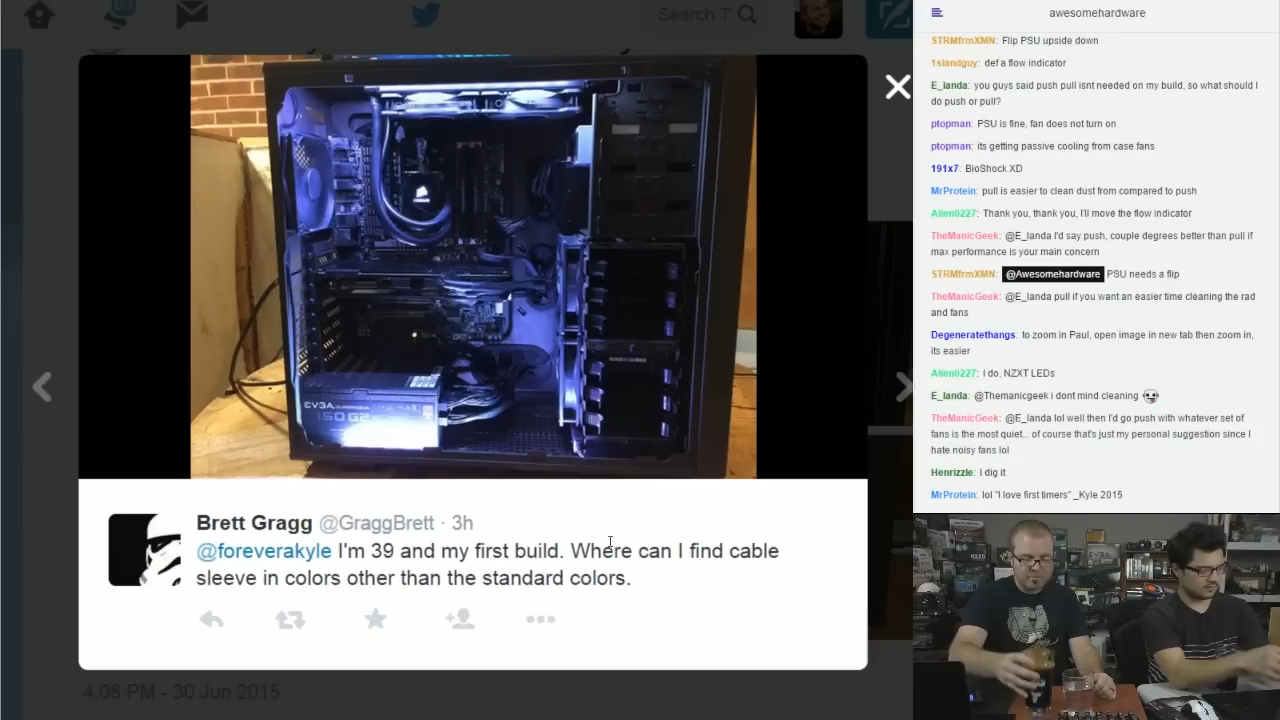 Search T
EVGA
Brett Gragg @GraggBrett · 3h
@foreverakyle I'm 39 and my first build. Where can I find cable
sleeve in colors other than the standard colors.
4:08 PM - 30 Jun 2015
awesomehardware
STRMfrmXMN: Flip PSU upside down
1slandguy: def a flow indicator
E_landa: you guys said push pull isnt needed on my build, so what should I
do push or pull?
ptopman: PSU is fine, fan does not turn on
ptopman: its getting passive cooling from case fans
191x7: BioShock XD
MrProtein: pull is easier to clean dust from compared to push
Alien0227: Thank you, thank you, I'll move the flow indicator
TheManicGeek: @E_landa I'd say push, couple degrees better than pull if
max performance is your main concern
STRMfrmXMN: @Awesomehardware PSU needs a flip
TheManicGeek: @E_landa pull if you want an easier time cleaning the rad
and fans
Degeneratethangs: to zoom in Paul, open image in new tab then zoom in,
its easier
Alien0227: I do, NZXT LEDs
E_landa: @Themanicgeek i dont mind cleaning
TheManicGeek: @E_landa lol well then I'd go push with whatever set of
fans is the most quiet... of course that's just my personal suggestion since I
hate noisy fans lol
Henrizzle: I dig it
MrProtein: lol "I love first timers" _Kyle 2015